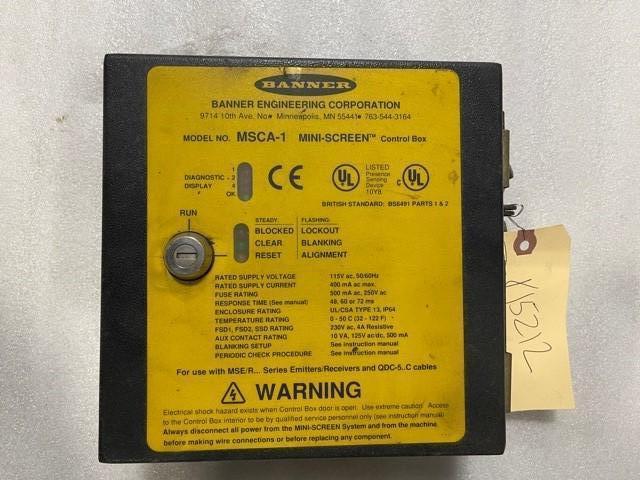 BANNER
BANNER ENGINEERING CORPORATION
9714 10th Ave. No. Minneapolis, MN 55441 763-544-3164
MODEL NO. MSCA-1 MINI-SCREEN™ Control Box
DIAGNOSTIC
DISPLAY
1
2
4
OK
CE
UL
LISTED
Presence
Sensing
Device
10Y8
c UL
BRITISH STANDARD: BS6491 PARTS 1 & 2
RUN
STEADY: FLASHING:
BLOCKED LOCKOUT
CLEAR BLANKING
RESET ALIGNMENT
RATED SUPPLY VOLTAGE 115V ac, 50/60Hz
RATED SUPPLY CURRENT 400 mA ac max.
FUSE RATING 500 mA ac, 250V ac
RESPONSE TIME (See manual) 48, 60 or 72 ms
ENCLOSURE RATING UL/CSA TYPE 13, IP64
TEMPERATURE RATING 0 - 50 C (32 - 122 F)
FSD1, FSD2, SSD RATING 230V ac, 4A Resistive
AUX CONTACT RATING 10 VA, 125V ac/dc, 500 mA
BLANKING SETUP See instruction manual
PERIODIC CHECK PROCEDURE See instruction manual
For use with MSE/R... Series Emitters/Receivers and QDC-5..C cables
WARNING
Electrical shock hazard exists when Control Box door is open. Use extreme caution. Access
to the Control Box interior to be by qualified service personnel only (see instruction manual)
Always disconnect all power from the MINI-SCREEN System and from the machine
before making wire connections or before replacing any component.
X15212